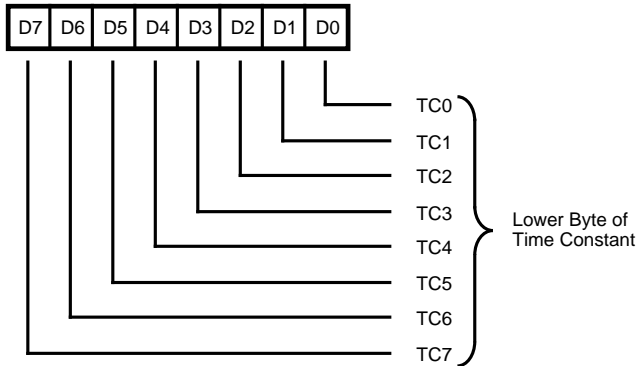 D7 D6 D5 D4 D3 D2 D1 D0
TC0
TC1
TC2
TC3
TC4
TC5
TC6
TC7
Lower Byte of
Time Constant